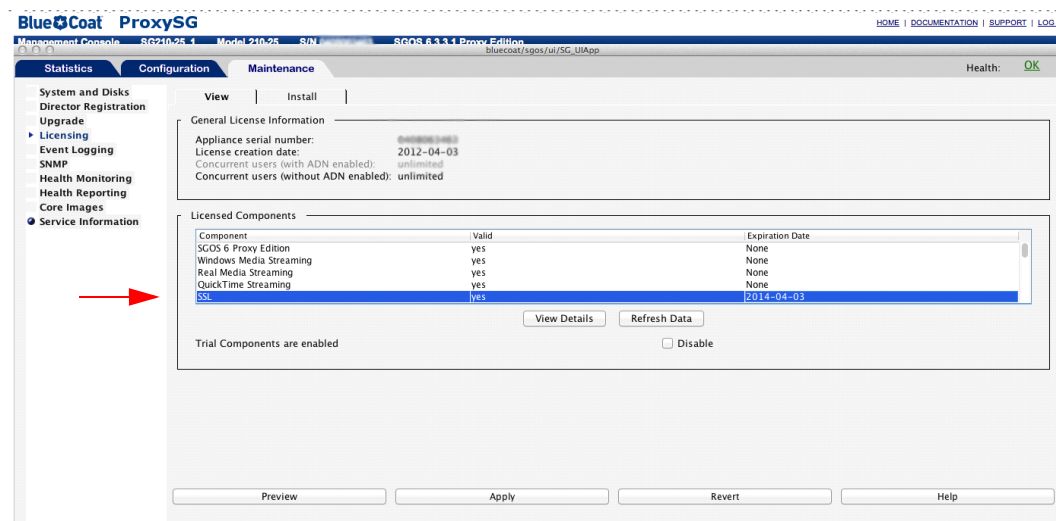 Blue Coat ProxySG
HOME | DOCUMENTATION | SUPPORT | LOG
Management Console SG210-25_1 Model 210-25 S/N SGOS 6.3.3.1 Proxy Edition
bluecoat/sgos/ui/SG_UIApp
Statistics Configuration Maintenance Health: OK
System and Disks
Director Registration
Upgrade
Licensing
Event Logging
SNMP
Health Monitoring
Health Reporting
Core Images
Service Information
View Install
General License Information
Appliance serial number:
License creation date: 2012-04-03
Concurrent users (with ADN enabled): unlimited
Concurrent users (without ADN enabled): unlimited
Licensed Components
Component Valid Expiration Date
SGOS 6 Proxy Edition yes None
Windows Media Streaming yes None
Real Media Streaming yes None
QuickTime Streaming yes None
SSL yes 2014-04-03
View Details Refresh Data
Trial Components are enabled Disable
Preview Apply Revert Help